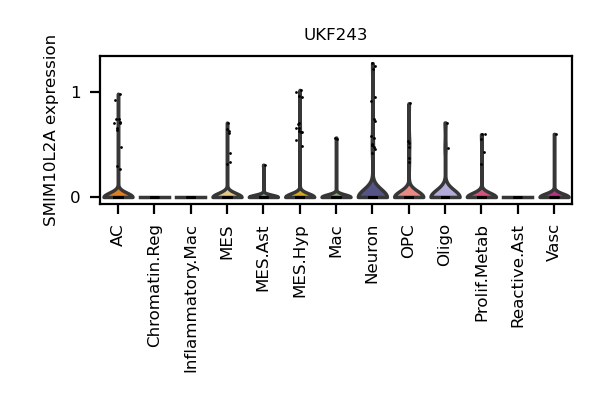 UKF243
SMIM10L2A expression
1
0
AC
Chromatin.Reg
Inflammatory.Mac
MES
MES.Ast
MES.Hyp
Mac
Neuron
OPC
Oligo
Prolif.Metab
Reactive.Ast
Vasc